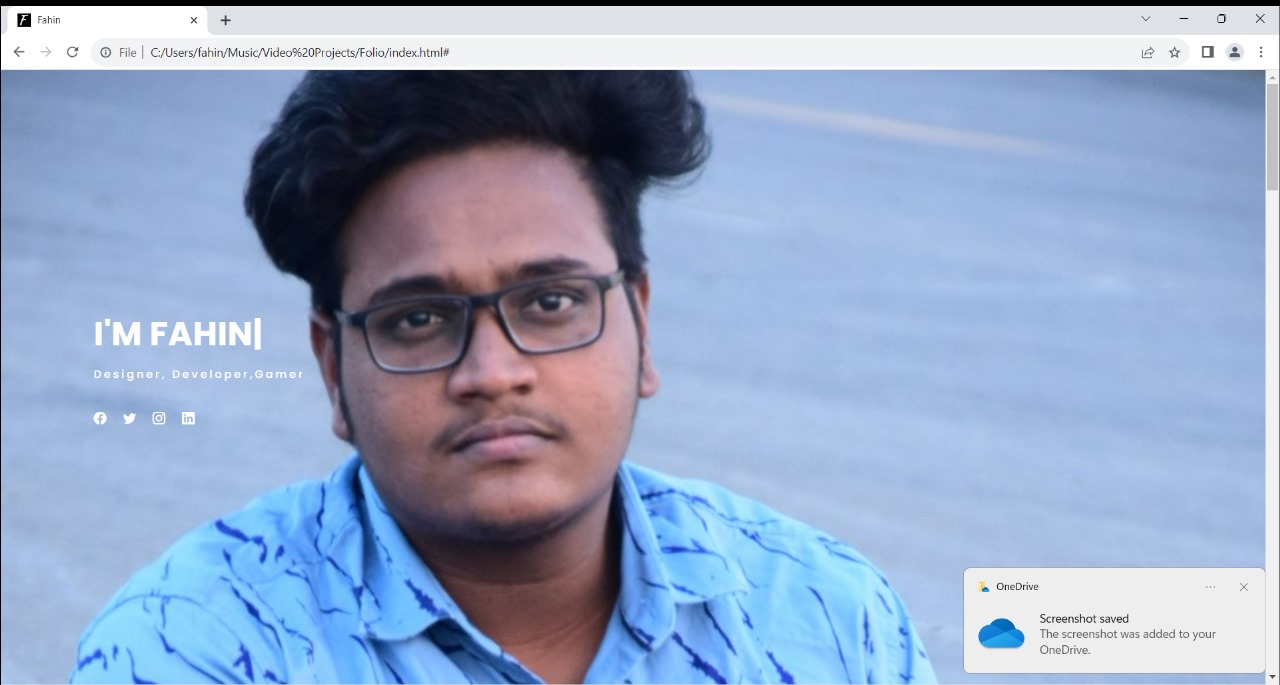 Fahin
File | C:/Users/fahin/Music/Video%20Projects/Folio/index.html#
I'M FAHIN|
Designer, Developer,Gamer
OneDrive
Screenshot saved
The screenshot was added to your
OneDrive.